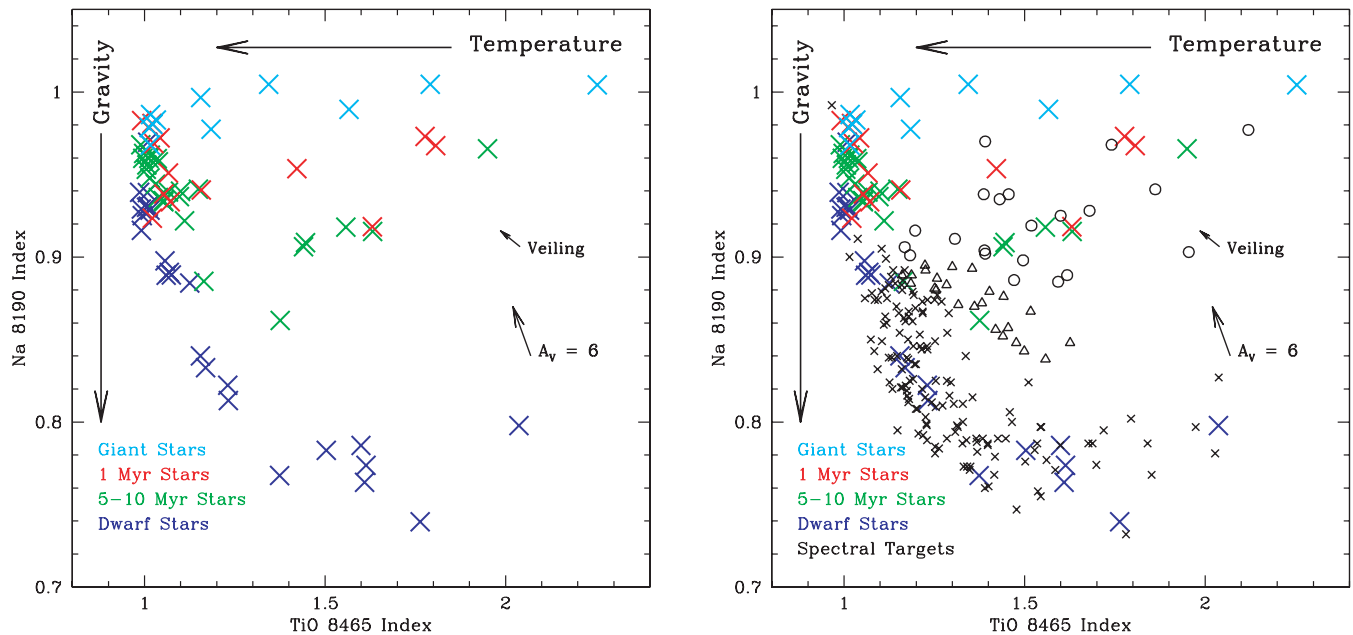 Temperature
Gravity
Na 8190 Index
1
0.9
0.8
0.7
Veiling
A_V = 6
Giant Stars
1 Myr Stars
5-10 Myr Stars
Dwarf Stars
1
1.5
2
TiO 8465 Index
Temperature
Gravity
Na 8190 Index
1
0.9
0.8
0.7
Veiling
A_V = 6
Giant Stars
1 Myr Stars
5-10 Myr Stars
Dwarf Stars
Spectral Targets
1
1.5
2
TiO 8465 Index